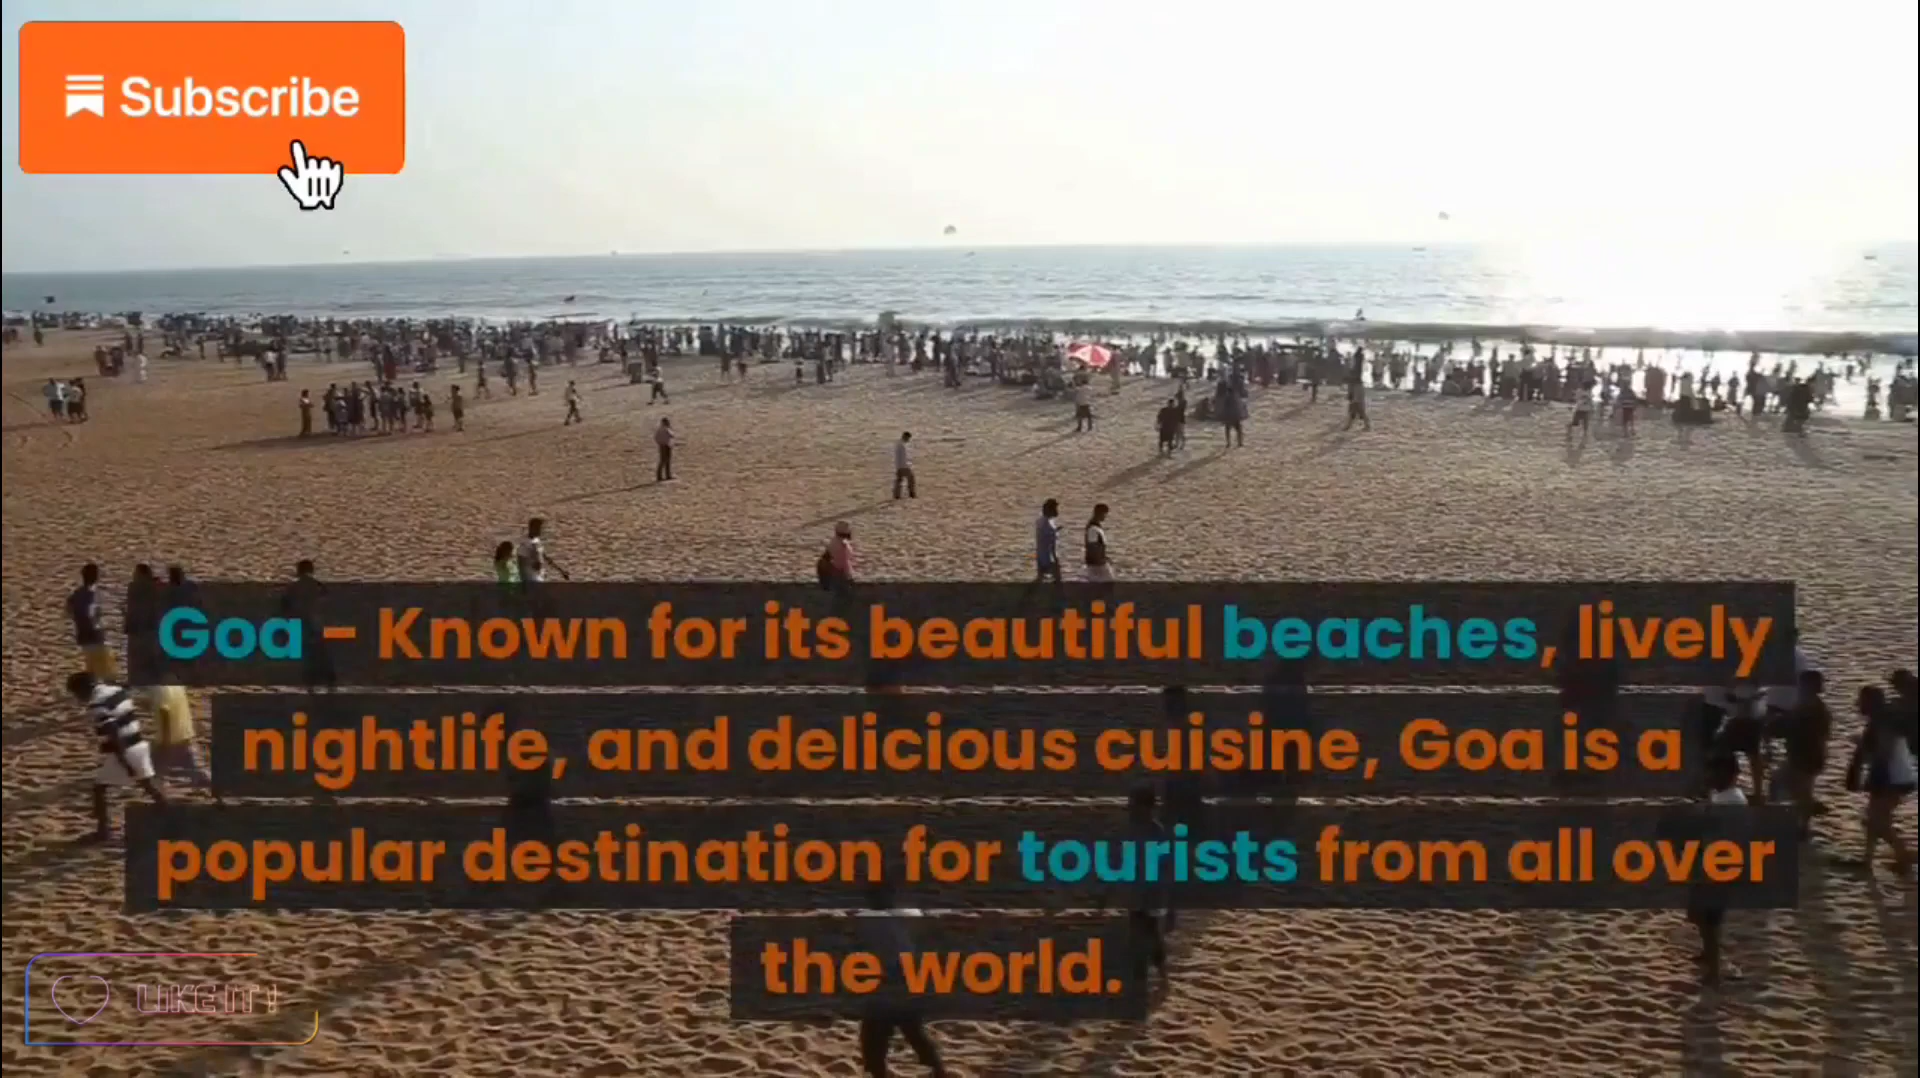 Subscribe
Goa - Known for its beautiful beaches, lively
nightlife, and delicious cuisine, Goa is a
popular destination for tourists from all over
the world.
LIKE IT !